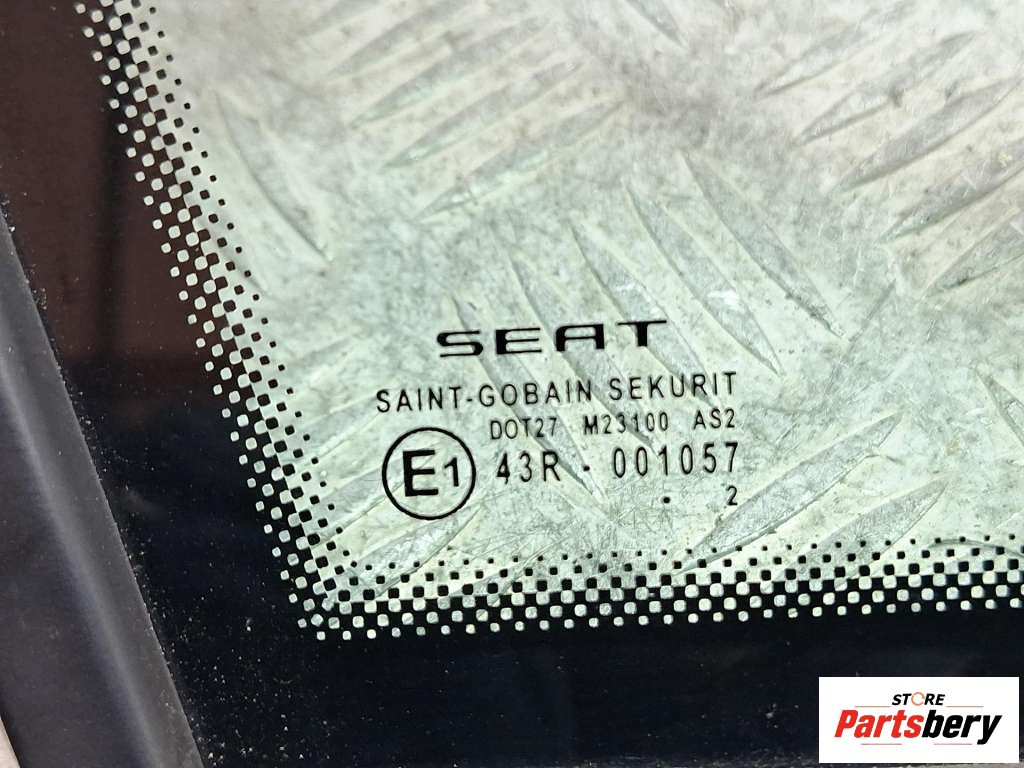 SEAT
SAINT-GOBAIN SEKURIT
DOT27 M23100 AS2
E1 43R - 001057
. 2
STORE
Partsbery